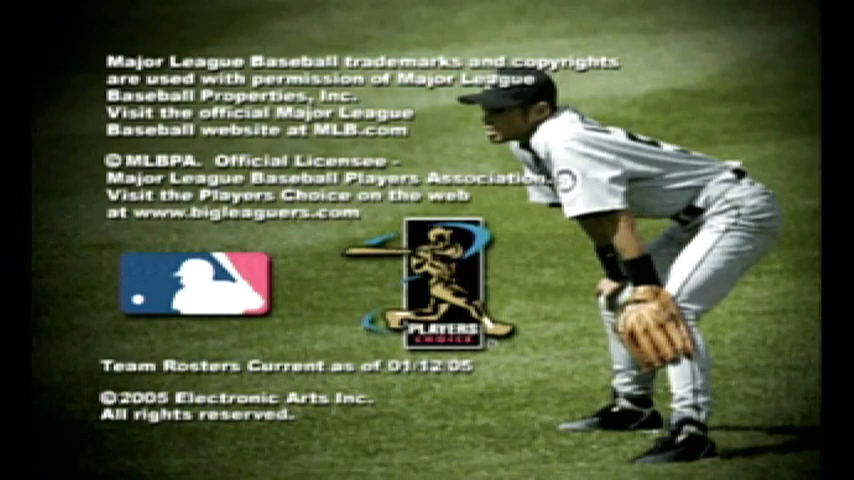 Major League Baseball trademarks and copyrights
are used with permission of Major League
Baseball Properties, Inc.
Visit the official Major League
Baseball website at MLB.com
©MLBPA. Official Licensee -
Major League Baseball Players Association.
Visit the Players Choice on the web
at www.bigleaguers.com
PLAYERS
CHOICE
Team Rosters Current as of 01/12/05
©2005 Electronic Arts Inc.
All rights reserved.